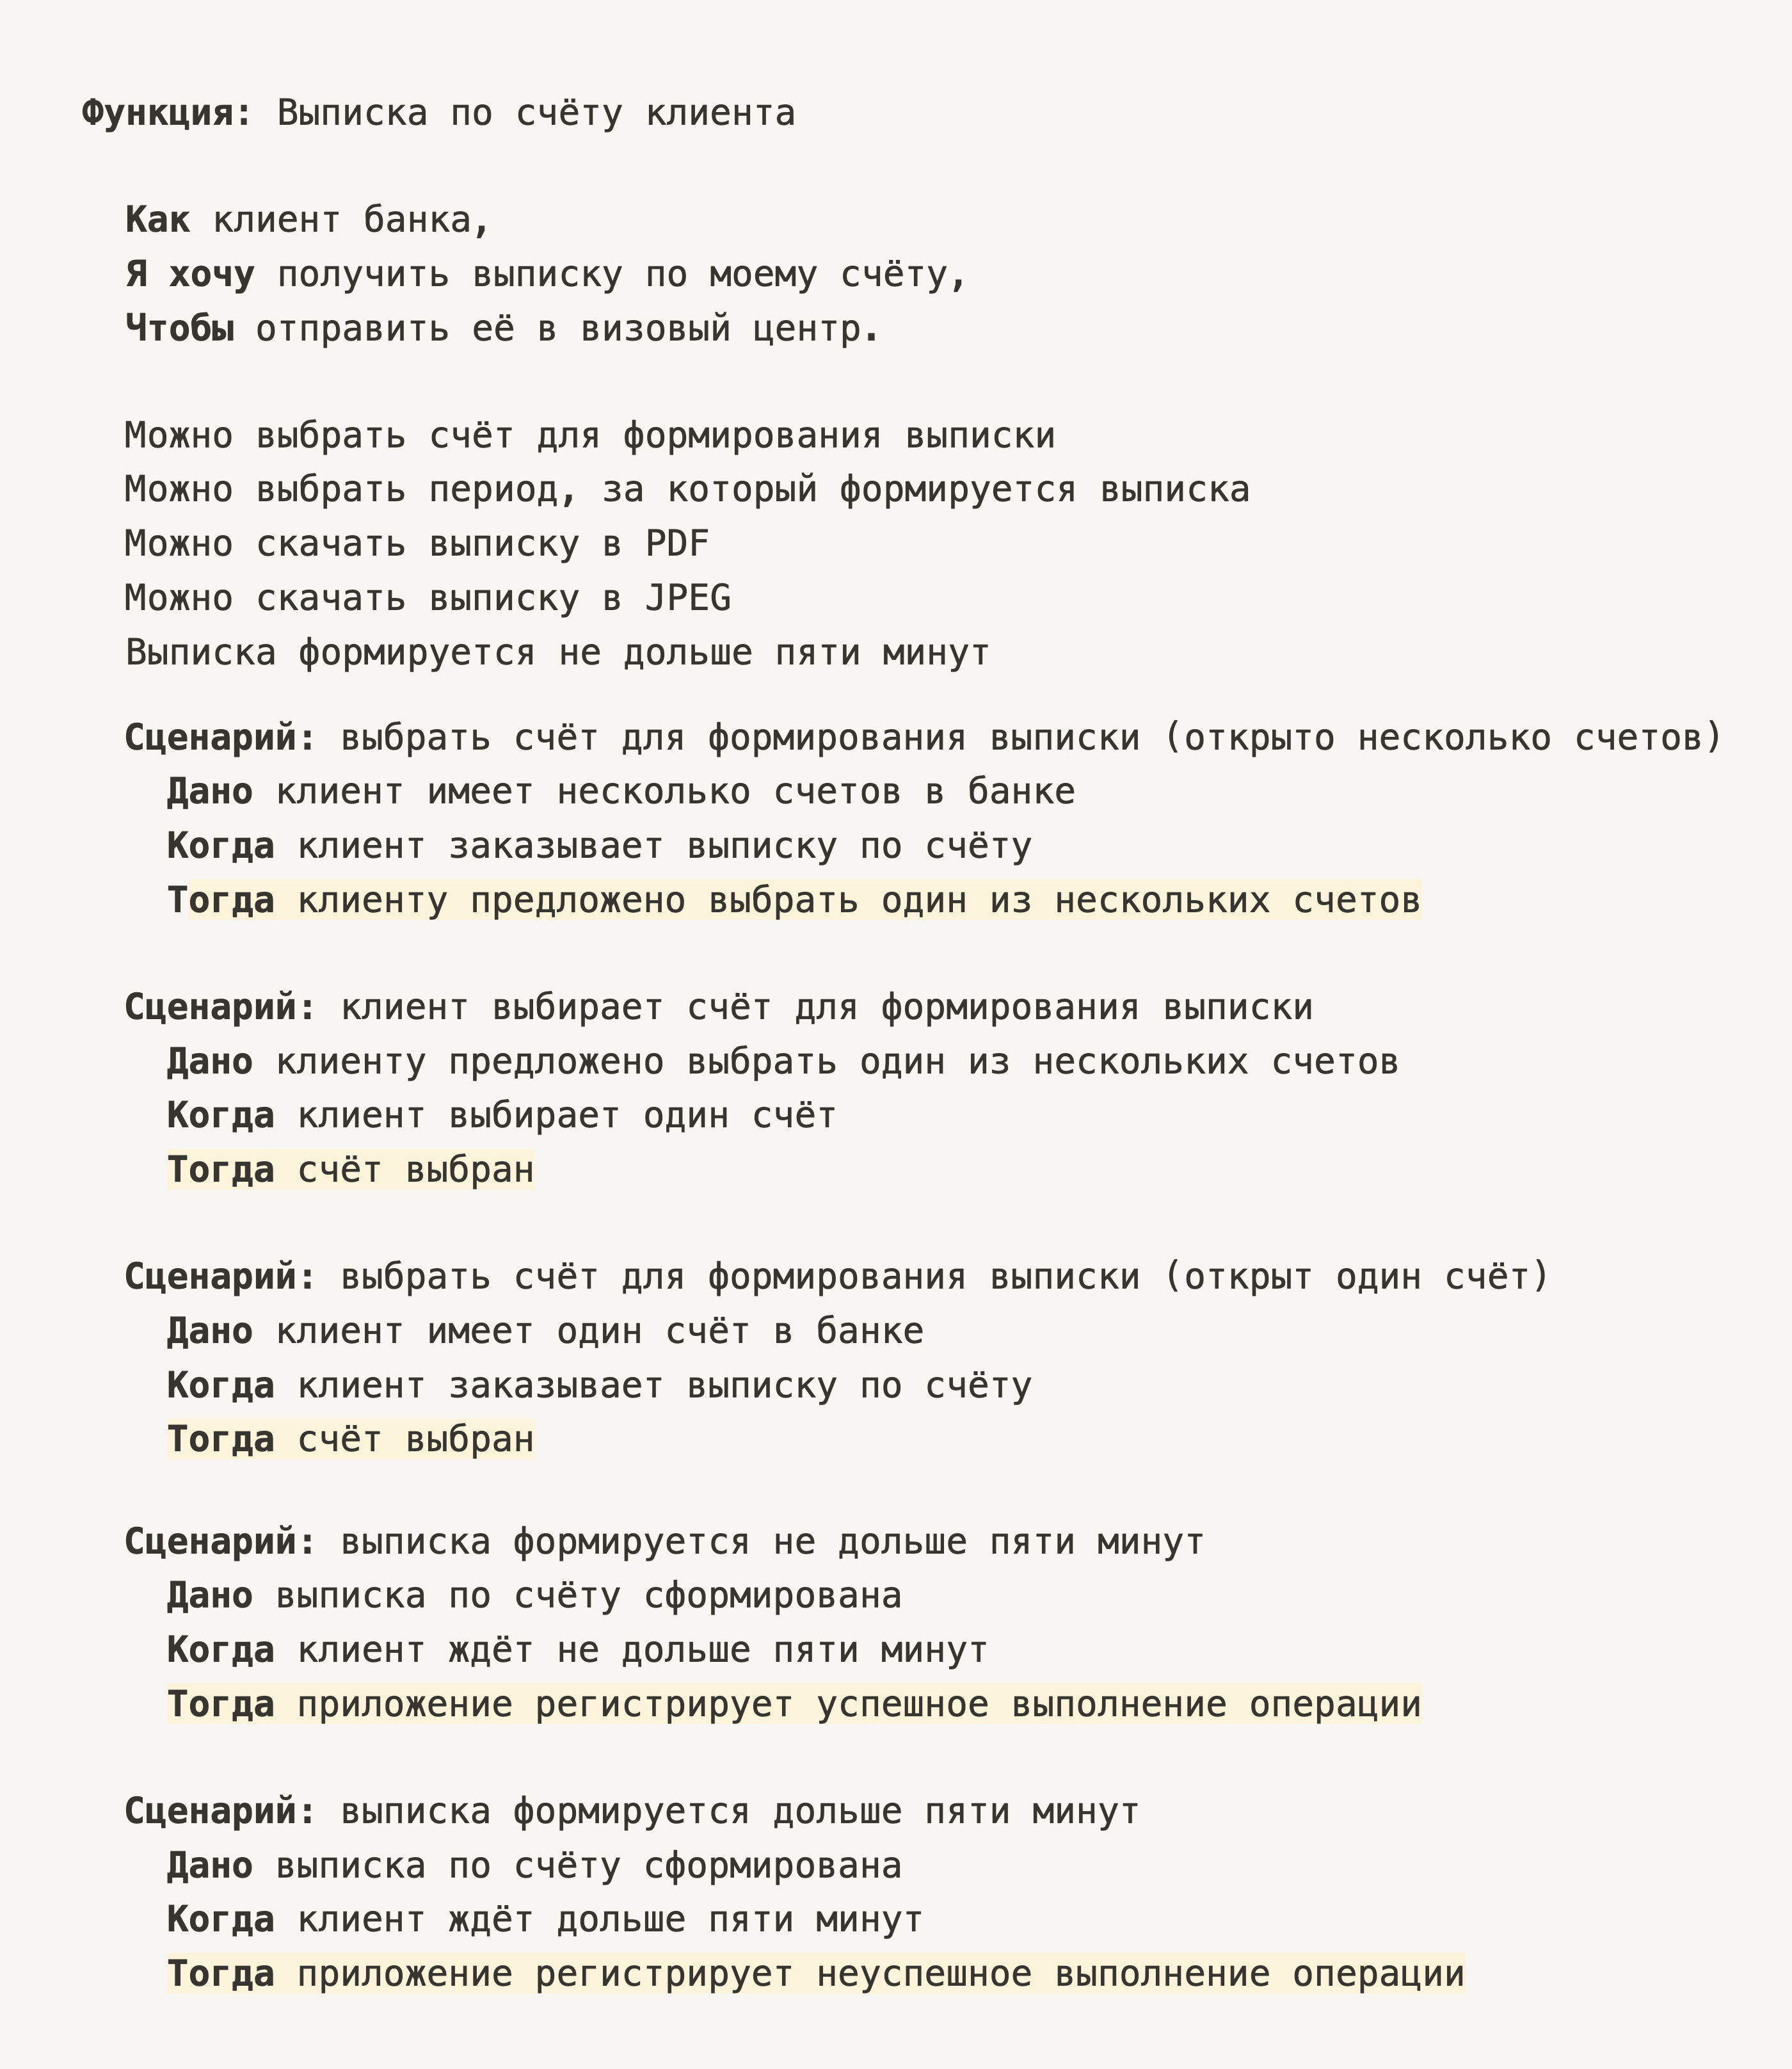 Функция: Выписка по счёту клиента
Как клиент банка,
Я хочу получить выписку по моему счёту,
Чтобы отправить её в визовый центр.
Можно выбрать счёт для формирования выписки
Можно выбрать период, за который формируется выписка
Можно скачать выписку в PDF
Можно скачать выписку в JPEG
Выписка формируется не дольше пяти минут
Сценарий: выбрать счёт для формирования выписки (открыто несколько счетов)
Дано клиент имеет несколько счетов в банке
Когда клиент заказывает выписку по счёту
Тогда клиенту предложено выбрать один из нескольких счетов
Сценарий: клиент выбирает счёт для формирования выписки
Дано клиенту предложено выбрать один из нескольких счетов
Когда клиент выбирает один счёт
Тогда счёт выбран
Сценарий: выбрать счёт для формирования выписки (открыт один счёт)
Дано клиент имеет один счёт в банке
Когда клиент заказывает выписку по счёту
Тогда счёт выбран
Сценарий: выписка формируется не дольше пяти минут
Дано выписка по счёту сформирована
Когда клиент ждёт не дольше пяти минут
Тогда приложение регистрирует успешное выполнение операции
Сценарий: выписка формируется дольше пяти минут
Дано выписка по счёту сформирована
Когда клиент ждёт дольше пяти минут
Тогда приложение регистрирует неуспешное выполнение операции